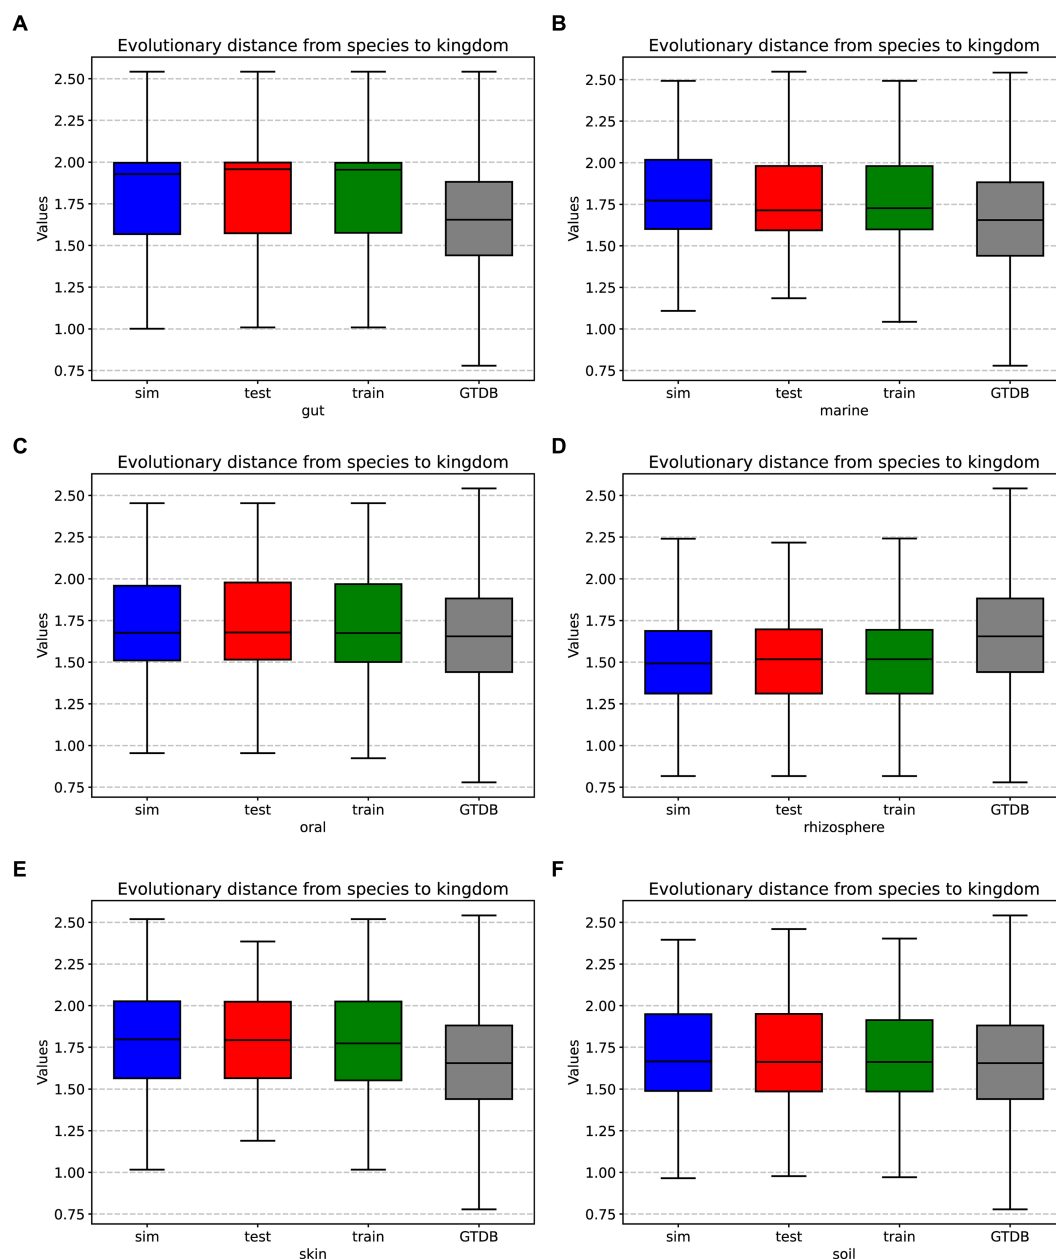 A
Evolutionary distance from species to kingdom
2.50
2.25
2.00
1.75
1.50
1.25
1.00
0.75
Values
sim test train GTDB
gut
B
Evolutionary distance from species to kingdom
2.50
2.25
2.00
1.75
1.50
1.25
1.00
0.75
Values
sim test train GTDB
marine
C
Evolutionary distance from species to kingdom
2.50
2.25
2.00
1.75
1.50
1.25
1.00
0.75
Values
sim test train GTDB
oral
D
Evolutionary distance from species to kingdom
2.50
2.25
2.00
1.75
1.50
1.25
1.00
0.75
Values
sim test train GTDB
rhizosphere
E
Evolutionary distance from species to kingdom
2.50
2.25
2.00
1.75
1.50
1.25
1.00
0.75
Values
sim test train GTDB
skin
F
Evolutionary distance from species to kingdom
2.50
2.25
2.00
1.75
1.50
1.25
1.00
0.75
Values
sim test train GTDB
soil